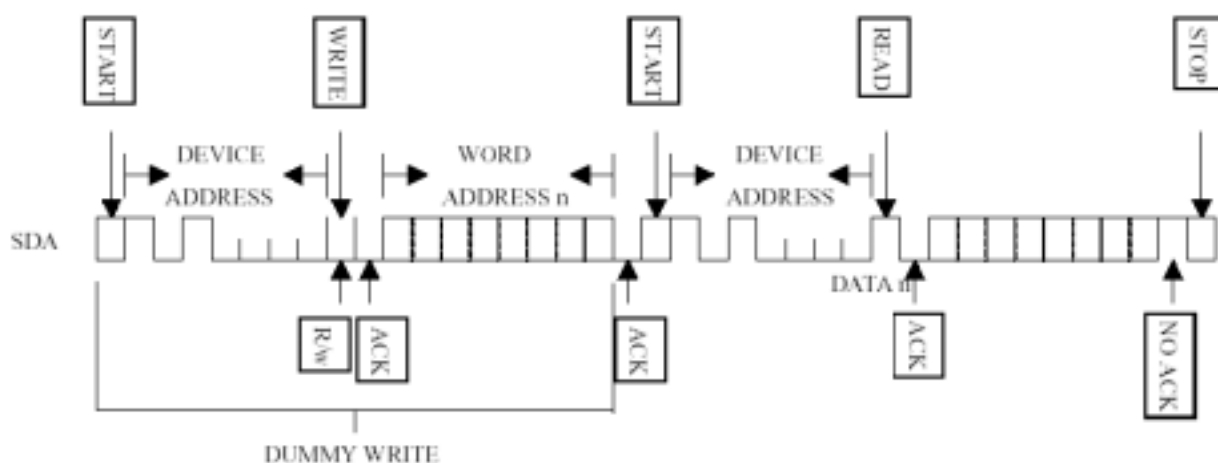 START
WRITE
START
READ
STOP
DEVICE
ADDRESS
WORD
ADDRESS n
DEVICE
ADDRESS
SDA
DATA n
R/w
ACK
ACK
ACK
NO ACK
DUMMY WRITE